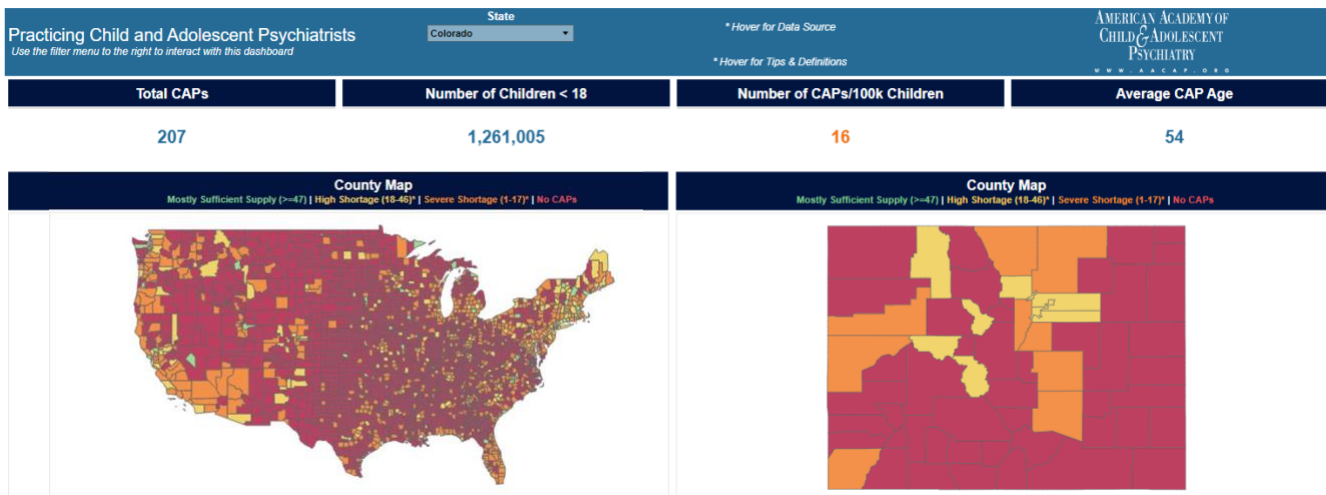 Practicing Child and Adolescent Psychiatrists
Use the filter menu to the right to interact with this dashboard
State
Colorado
* Hover for Data Source
* Hover for Tips & Definitions
AMERICAN ACADEMY OF
CHILD & ADOLESCENT
PSYCHIATRY
WWW.AACAP.ORG
Total CAPs
Number of Children < 18
Number of CAPs/100k Children
Average CAP Age
207
1,261,005
16
54
County Map
Mostly Sufficient Supply (>=47) | High Shortage (18-46)* | Severe Shortage (1-17)* | No CAPs
County Map
Mostly Sufficient Supply (>=47) | High Shortage (18-46)* | Severe Shortage (1-17)* | No CAPs